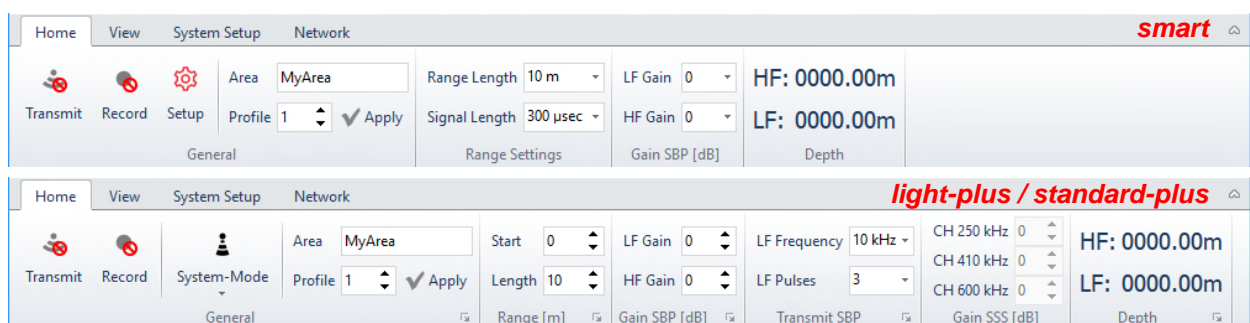 Home View System Setup Network smart
Transmit Record Setup
Area MyArea
Profile 1 Apply
General
Range Length 10 m
Signal Length 300 µsec
Range Settings
LF Gain 0
HF Gain 0
Gain SBP [dB]
HF: 0000.00m
LF: 0000.00m
Depth
Home View System Setup Network light-plus / standard-plus
Transmit Record System-Mode
Area MyArea
Profile 1 Apply
General
Start 0
Length 10
Range [m]
LF Gain 0
HF Gain 0
Gain SBP [dB]
LF Frequency 10 kHz
LF Pulses 3
Transmit SBP
CH 250 kHz 0
CH 410 kHz 0
CH 600 kHz 0
Gain SSS [dB]
HF: 0000.00m
LF: 0000.00m
Depth